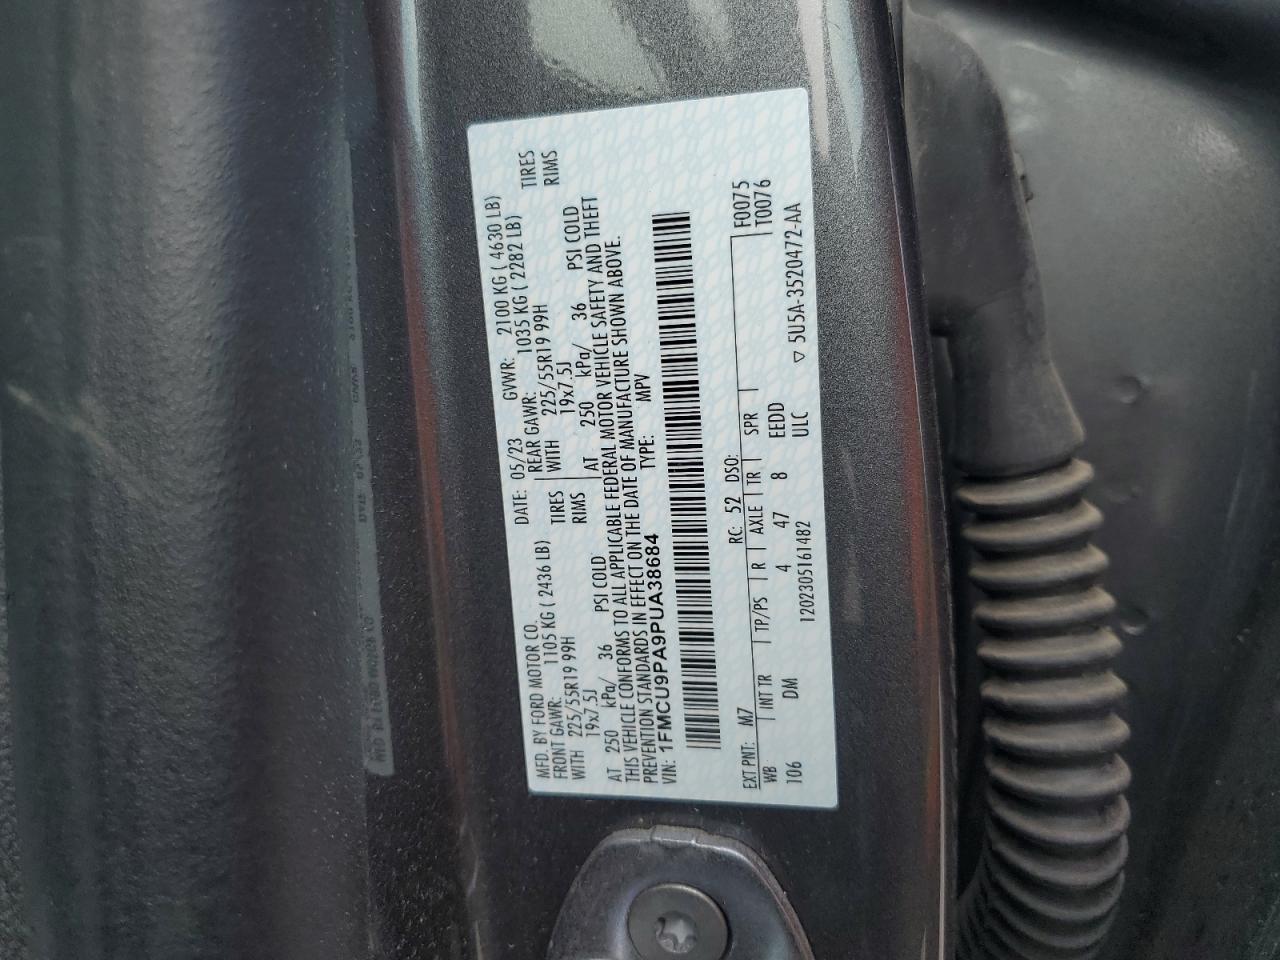 MFD. BY FORD MOTOR CO.
DATE: 05/23 GVWR: 2100 KG ( 4630 LB)
FRONT GAWR: 1105 KG ( 2436 LB) REAR GAWR: 1035 KG ( 2282 LB)
WITH 225/55R19 99H TIRES WITH 225/55R19 99H TIRES
19x7.5J RIMS 19x7.5J RIMS
AT 250 kPa/ 36 PSI COLD AT 250 kPa/ 36 PSI COLD
THIS VEHICLE CONFORMS TO ALL APPLICABLE FEDERAL MOTOR VEHICLE SAFETY AND THEFT
PREVENTION STANDARDS IN EFFECT ON THE DATE OF MANUFACTURE SHOWN ABOVE.
VIN: 1FMCU9PA9PUA38684 TYPE: MPV
EXT PNT: M7 RC: 52 DSO: F0075
WB INT TR TP/PS R AXLE TR SPR T0076
106 DM 4 47 8 EEDD
1202305161482 ULC ▽ 5U5A-3520472-AA